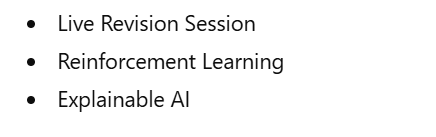 • Live Revision Session
• Reinforcement Learning
• Explainable AI